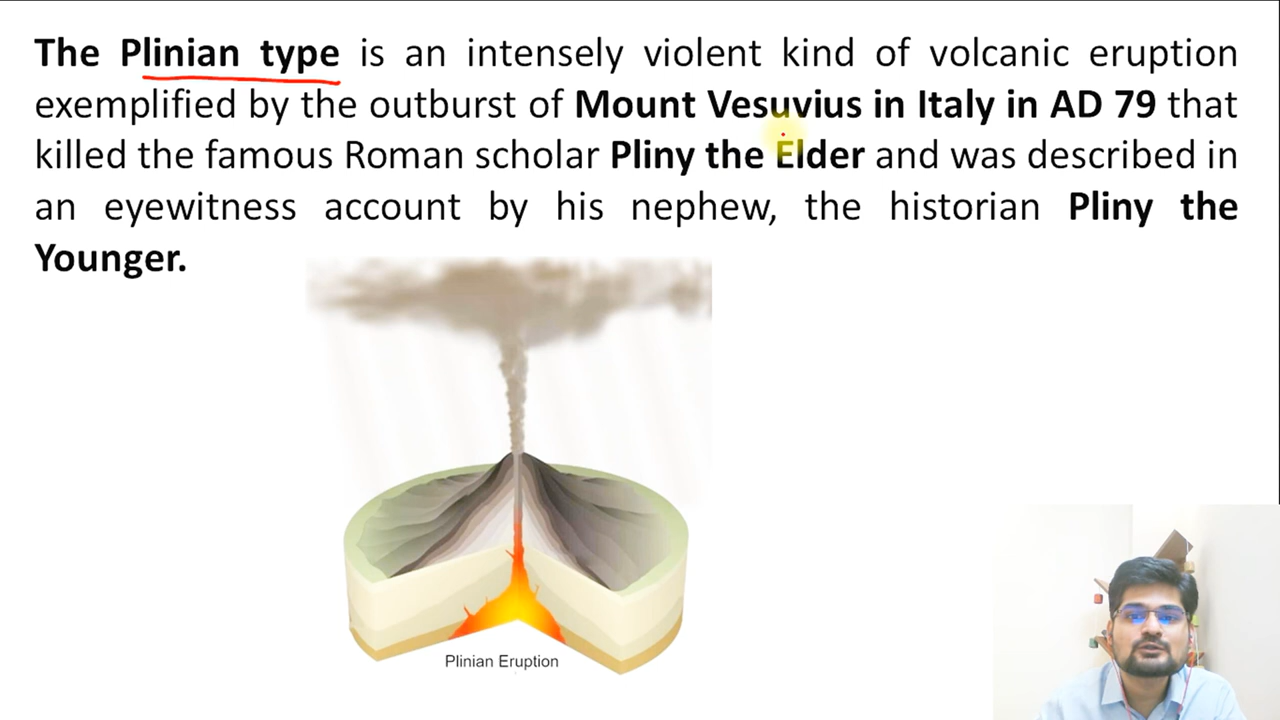 The Plinian type is an intensely violent kind of volcanic eruption
exemplified by the outburst of Mount Vesuvius in Italy in AD 79 that
killed the famous Roman scholar Pliny the Elder and was described in
an eyewitness account by his nephew, the historian Pliny the
Younger.
Plinian Eruption